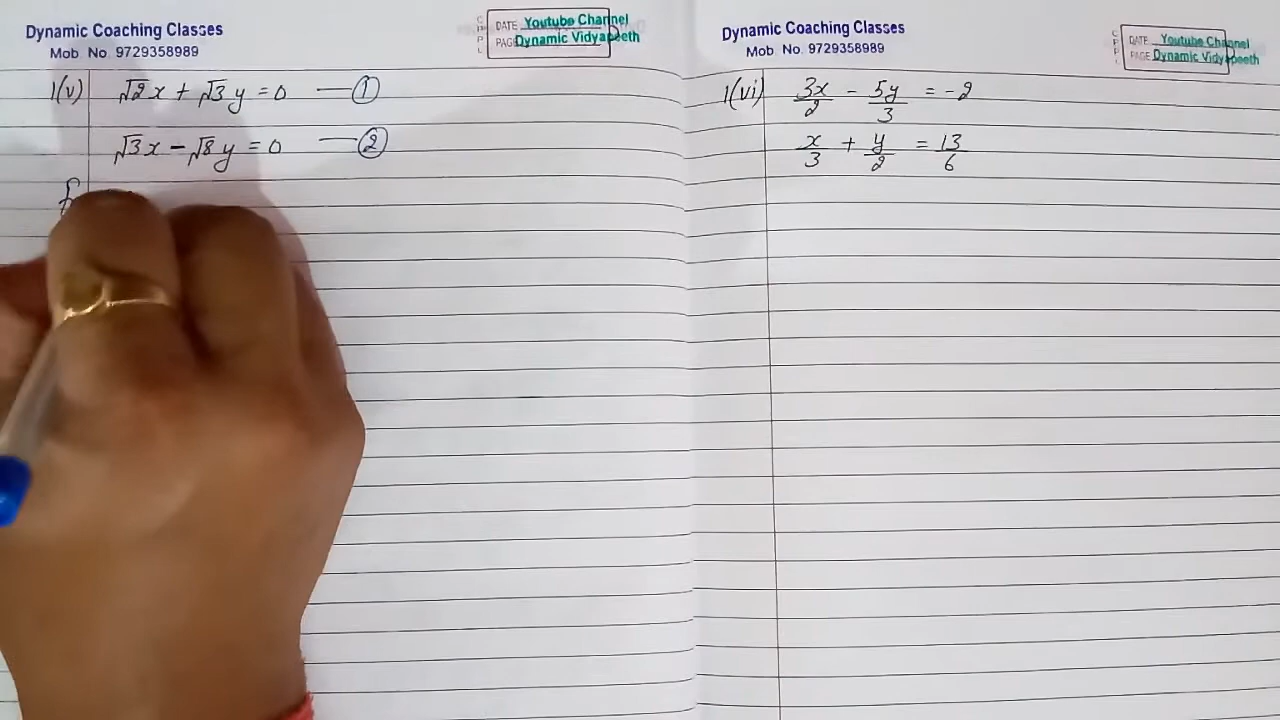 Dynamic Coaching Classes
Mob. No. 9729358989
DATE Youtube Channel
PAGE Dynamic Vidyapeeth
1(v) √2x + √3y = 0 — ①
√3x − √8y = 0 — ②
Dynamic Coaching Classes
Mob. No. 9729358989
DATE Youtube Channel
PAGE Dynamic Vidyapeeth
1(vi) 3x/2 − 5y/3 = −2
x/3 + y/2 = 13/6